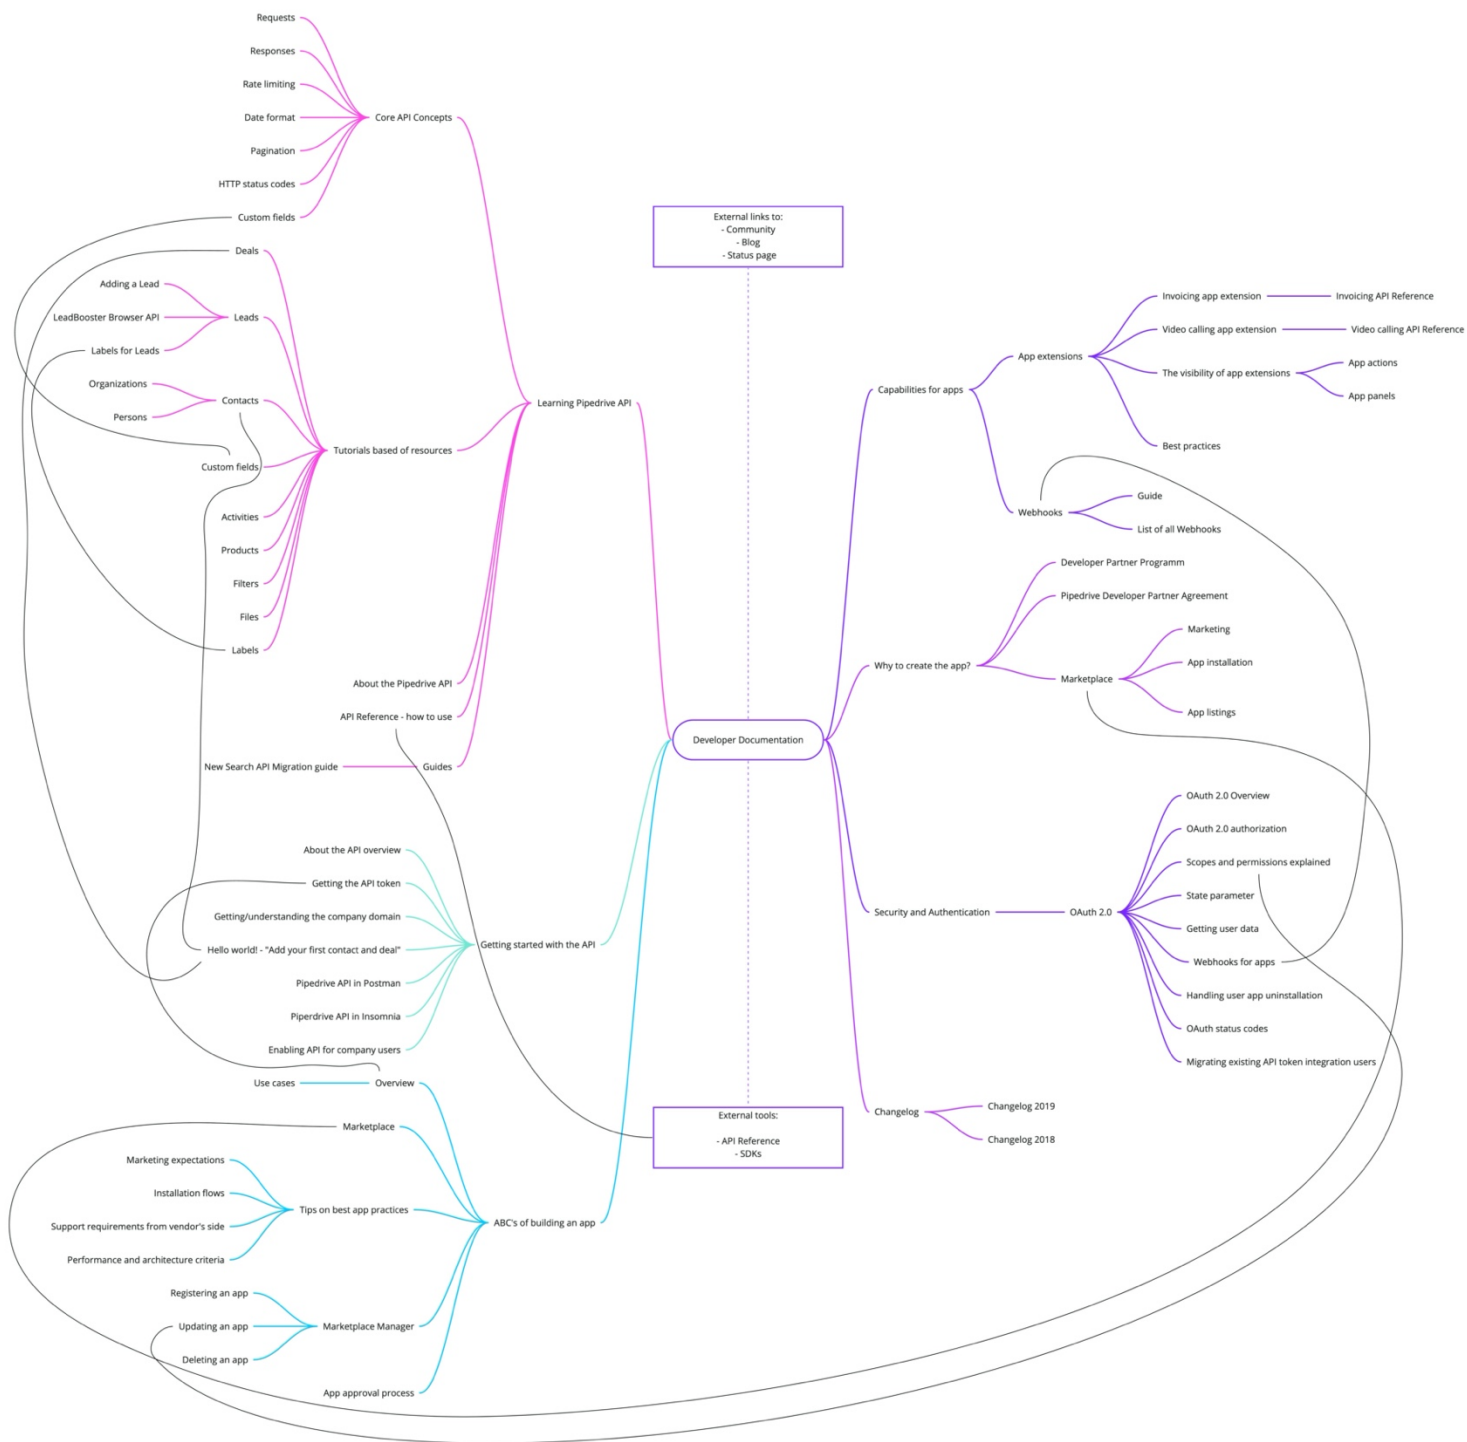 Requests
Responses
Rate limiting
Date format
Pagination
HTTP status codes
Custom fields
Core API Concepts
Deals
Adding a Lead
LeadBooster Browser API
Labels for Leads
Leads
Organizations
Persons
Contacts
Custom fields
Activities
Products
Filters
Files
Labels
Tutorials based of resources
Learning Pipedrive API
About the Pipedrive API
API Reference - how to use
New Search API Migration guide
Guides
About the API overview
Getting the API token
Getting/understanding the company domain
Hello world! - "Add your first contact and deal"
Pipedrive API in Postman
Piperdrive API in Insomnia
Enabling API for company users
Getting started with the API
Use cases
Overview
Marketplace
Marketing expectations
Installation flows
Support requirements from vendor's side
Performance and architecture criteria
Tips on best app practices
ABC's of building an app
Registering an app
Updating an app
Deleting an app
Marketplace Manager
App approval process
External links to:
- Community
- Blog
- Status page
Developer Documentation
External tools:
- API Reference
- SDKs
Capabilities for apps
App extensions
Invoicing app extension
Invoicing API Reference
Video calling app extension
Video calling API Reference
The visibility of app extensions
App actions
App panels
Best practices
Webhooks
Guide
List of all Webhooks
Why to create the app?
Developer Partner Programm
Pipedrive Developer Partner Agreement
Marketplace
Marketing
App installation
App listings
Security and Authentication
OAuth 2.0
OAuth 2.0 Overview
OAuth 2.0 authorization
Scopes and permissions explained
State parameter
Getting user data
Webhooks for apps
Handling user app uninstallation
OAuth status codes
Migrating existing API token integration users
Changelog
Changelog 2019
Changelog 2018